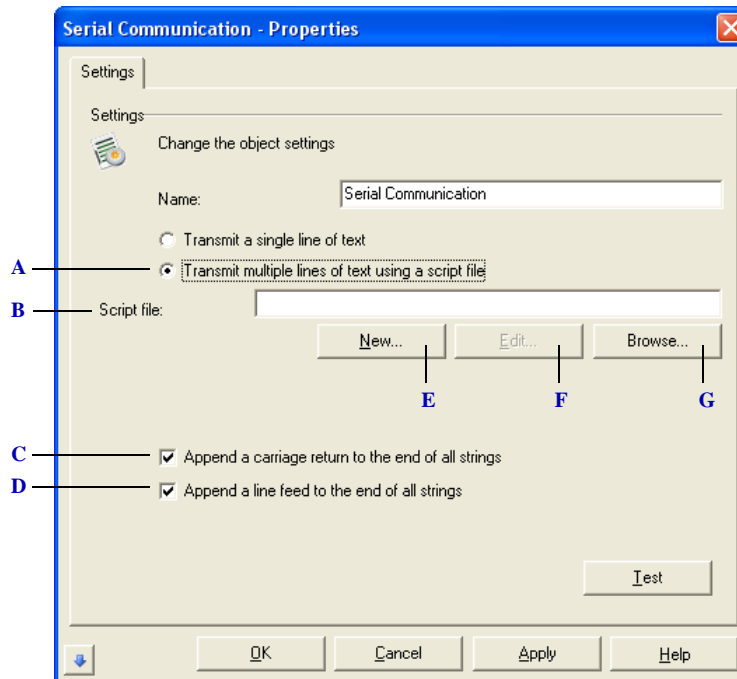 Serial Communication - Properties
Settings
Settings
Change the object settings
Name: Serial Communication
Transmit a single line of text
A Transmit multiple lines of text using a script file
B Script file:
New... Edit... Browse...
E F G
C Append a carriage return to the end of all strings
D Append a line feed to the end of all strings
Test
OK Cancel Apply Help